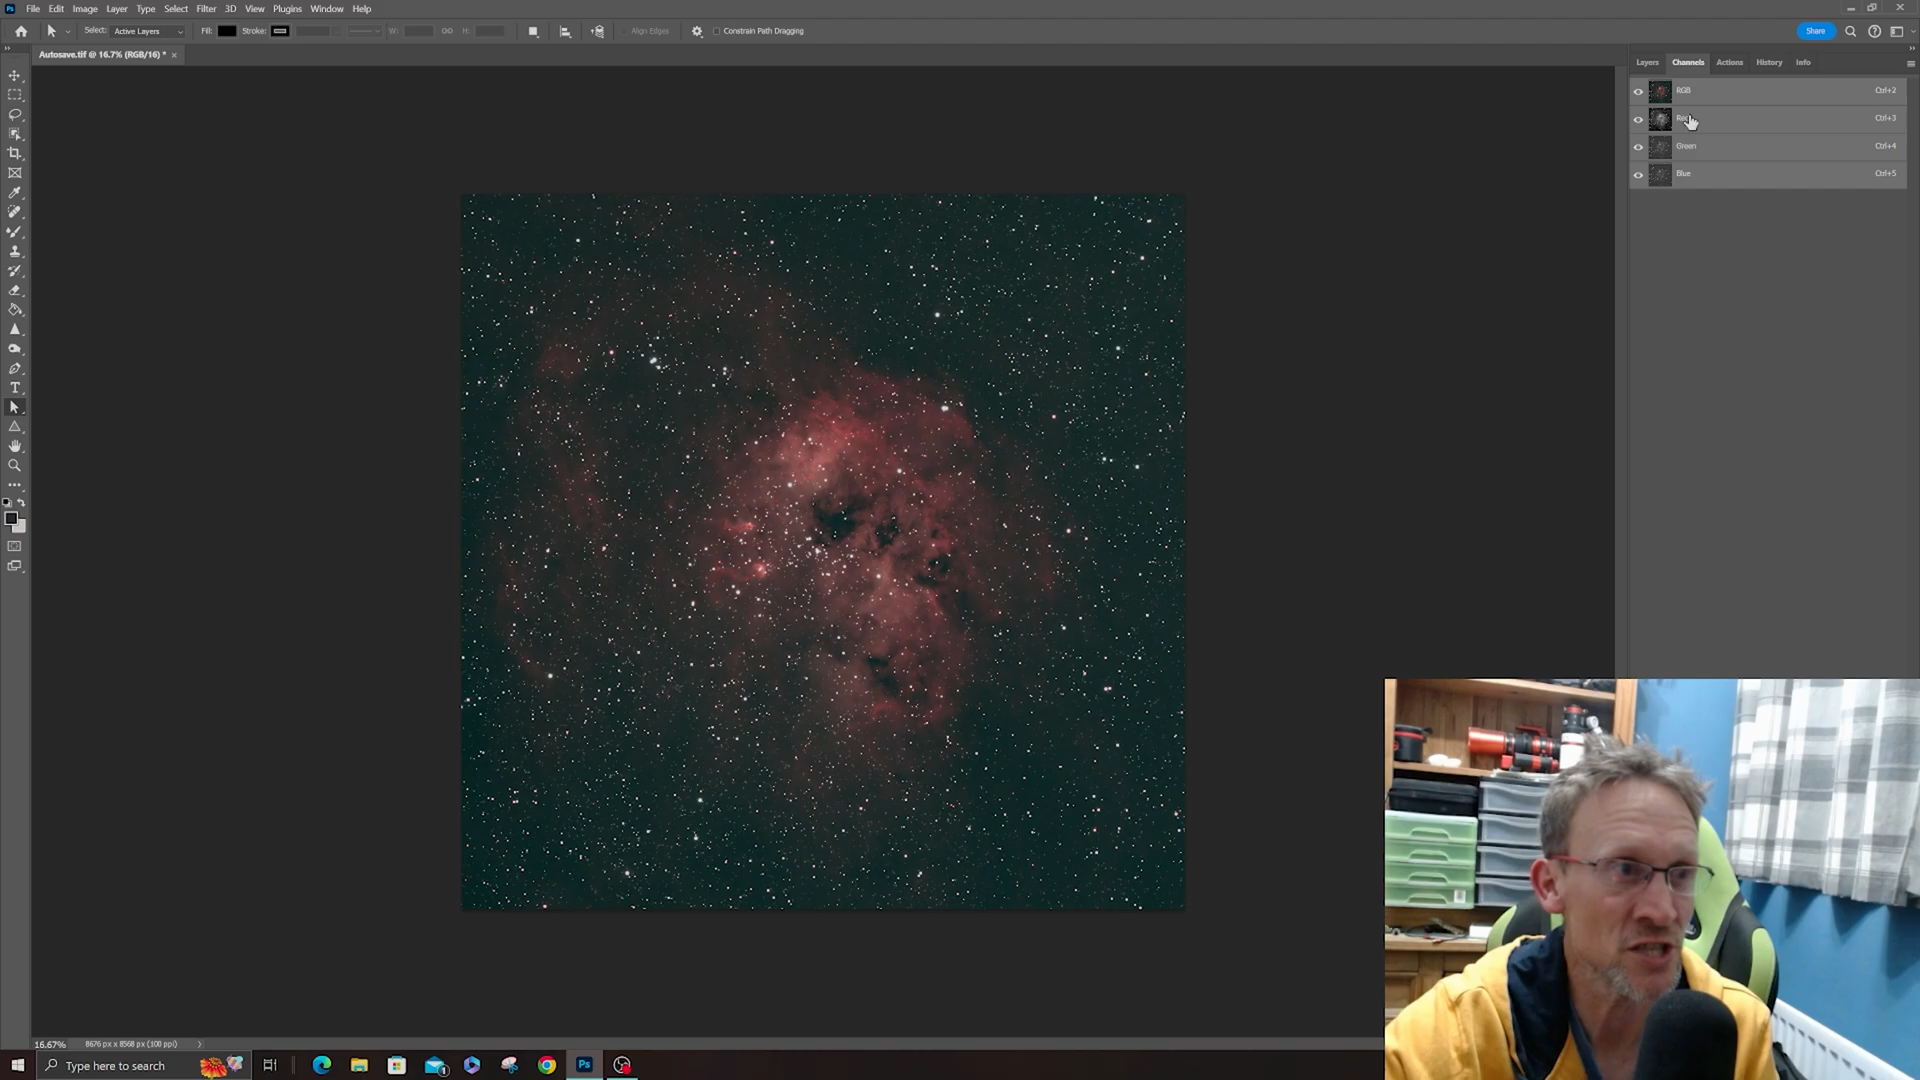 Ps File Edit Image Layer Type Select Filter 3D View Plugins Window Help
Select: Active Layers Fill: Stroke: W: H: Align Edges Constrain Path Dragging Share
Autosave.tif @ 16.7% (RGB/16) * ×
Layers Channels Actions History Info
RGB Ctrl+2
Ctrl+3
Green Ctrl+4
Blue Ctrl+5
16.67% 8676 px x 8568 px (100 ppi)
Type here to search 1 Ps